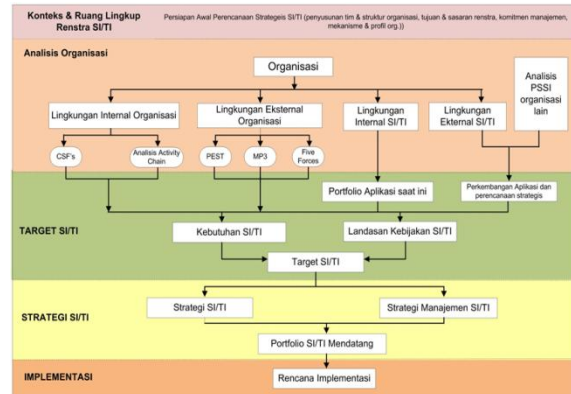 Konteks & Ruang Lingkup
Renstra SI/TI
Persiapan Awal Perencanaan Strategeis SI/TI (penyusunan tim & struktur organisasi, tujuan & sasaran renstra, komitmen manajemen,
mekanisme & profil org.))
Analisis Organisasi
Organisasi
Analisis
PSSI
organisasi
lain
Lingkungan Internal Organisasi
Lingkungan Eksternal
Organisasi
Lingkungan
Internal SI/TI
Lingkungan
Ekternal SI/TI
CSF's
Analisis Activity
Chain
PEST
MP3
Five
Forces
Portfolio Aplikasi saat ini
Perkembangan Aplikasi dan
perencanaan strategis
TARGET SI/TI
Kebutuhan SI/TI
Landasan Kebijakan SI/TI
Target SI/TI
STRATEGI SI/TI
Strategi SI/TI
Strategi Manajemen SI/TI
Portfolio SI/TI Mendatang
IMPLEMENTASI
Rencana Implementasi